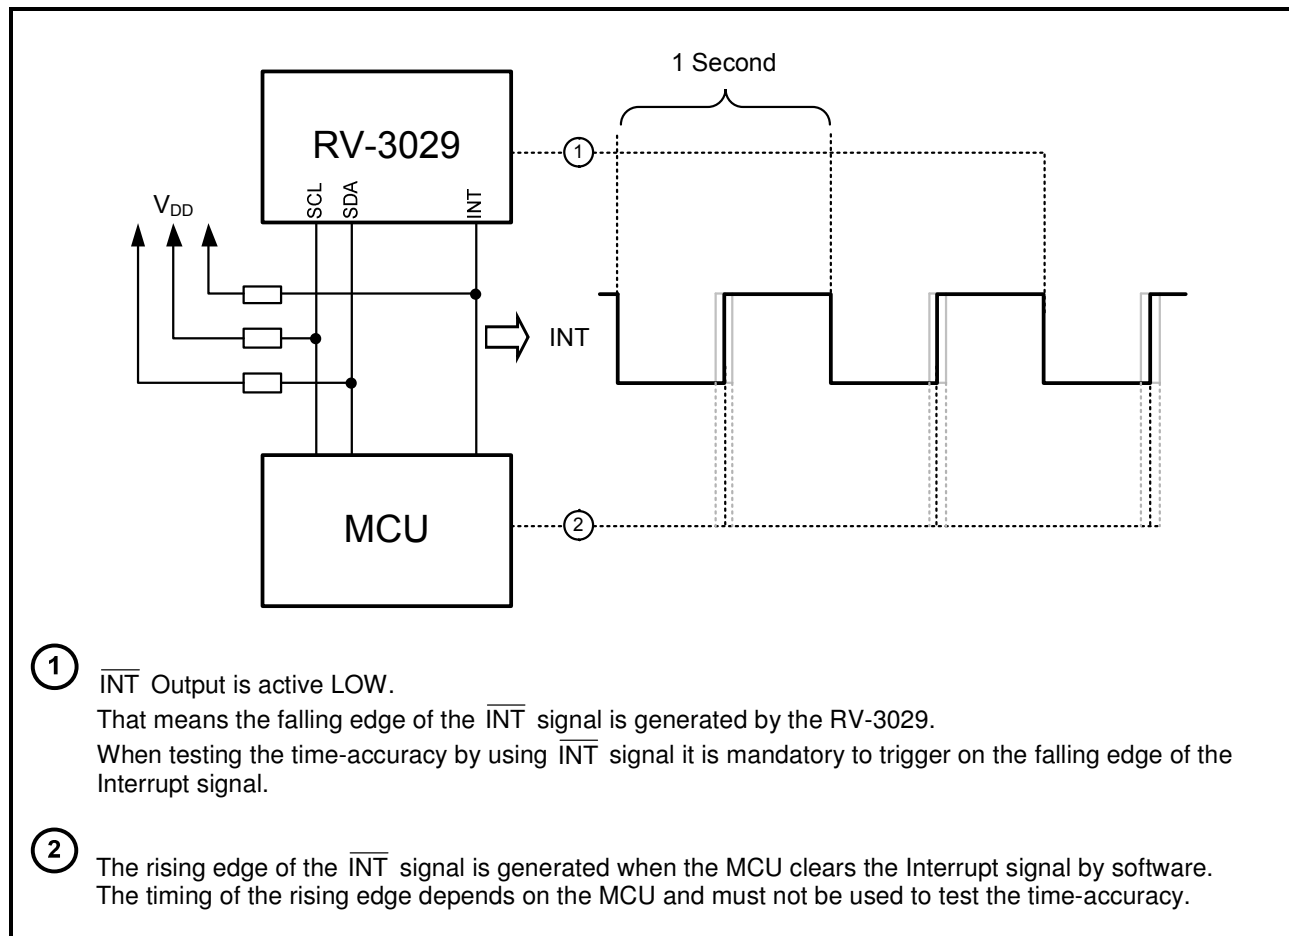 1 Second
RV-3029
1
SCL
SDA
INT
VDD
INT
MCU
2
1
INT Output is active LOW.
That means the falling edge of the INT signal is generated by the RV-3029.
When testing the time-accuracy by using INT signal it is mandatory to trigger on the falling edge of the
Interrupt signal.
2
The rising edge of the INT signal is generated when the MCU clears the Interrupt signal by software.
The timing of the rising edge depends on the MCU and must not be used to test the time-accuracy.